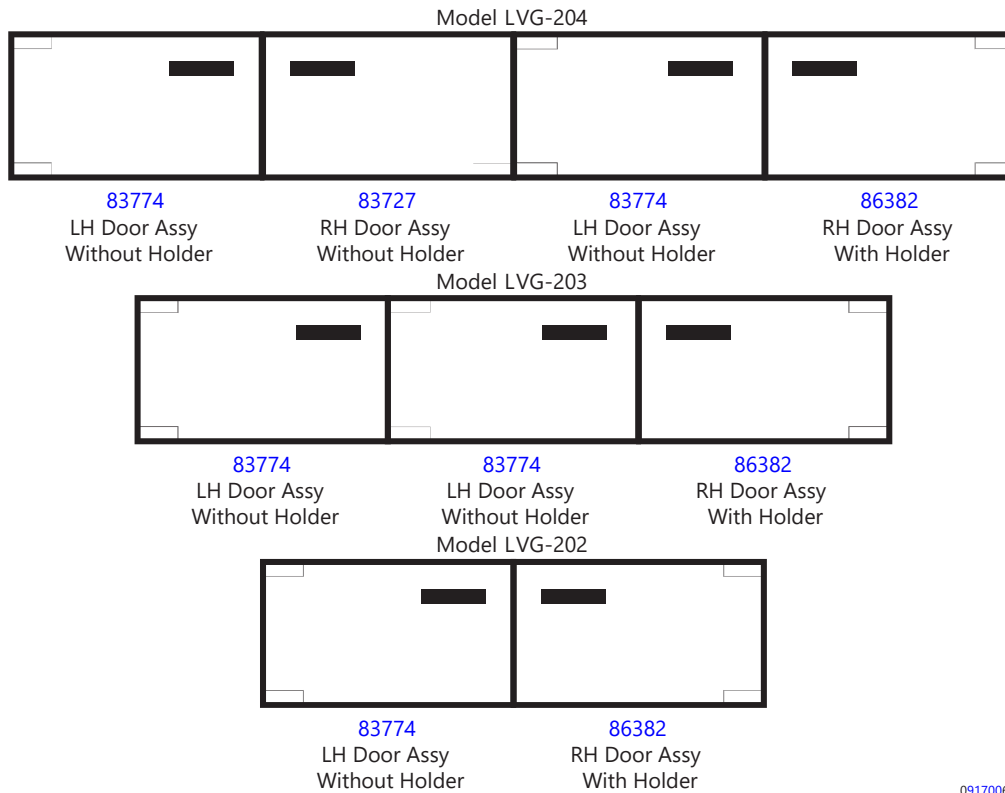 Model LVG-204
83774 83727 83774 86382
LH Door Assy RH Door Assy LH Door Assy RH Door Assy
Without Holder Without Holder Without Holder With Holder
Model LVG-203
83774 83774 86382
LH Door Assy LH Door Assy RH Door Assy
Without Holder Without Holder With Holder
Model LVG-202
83774 86382
LH Door Assy RH Door Assy
Without Holder With Holder